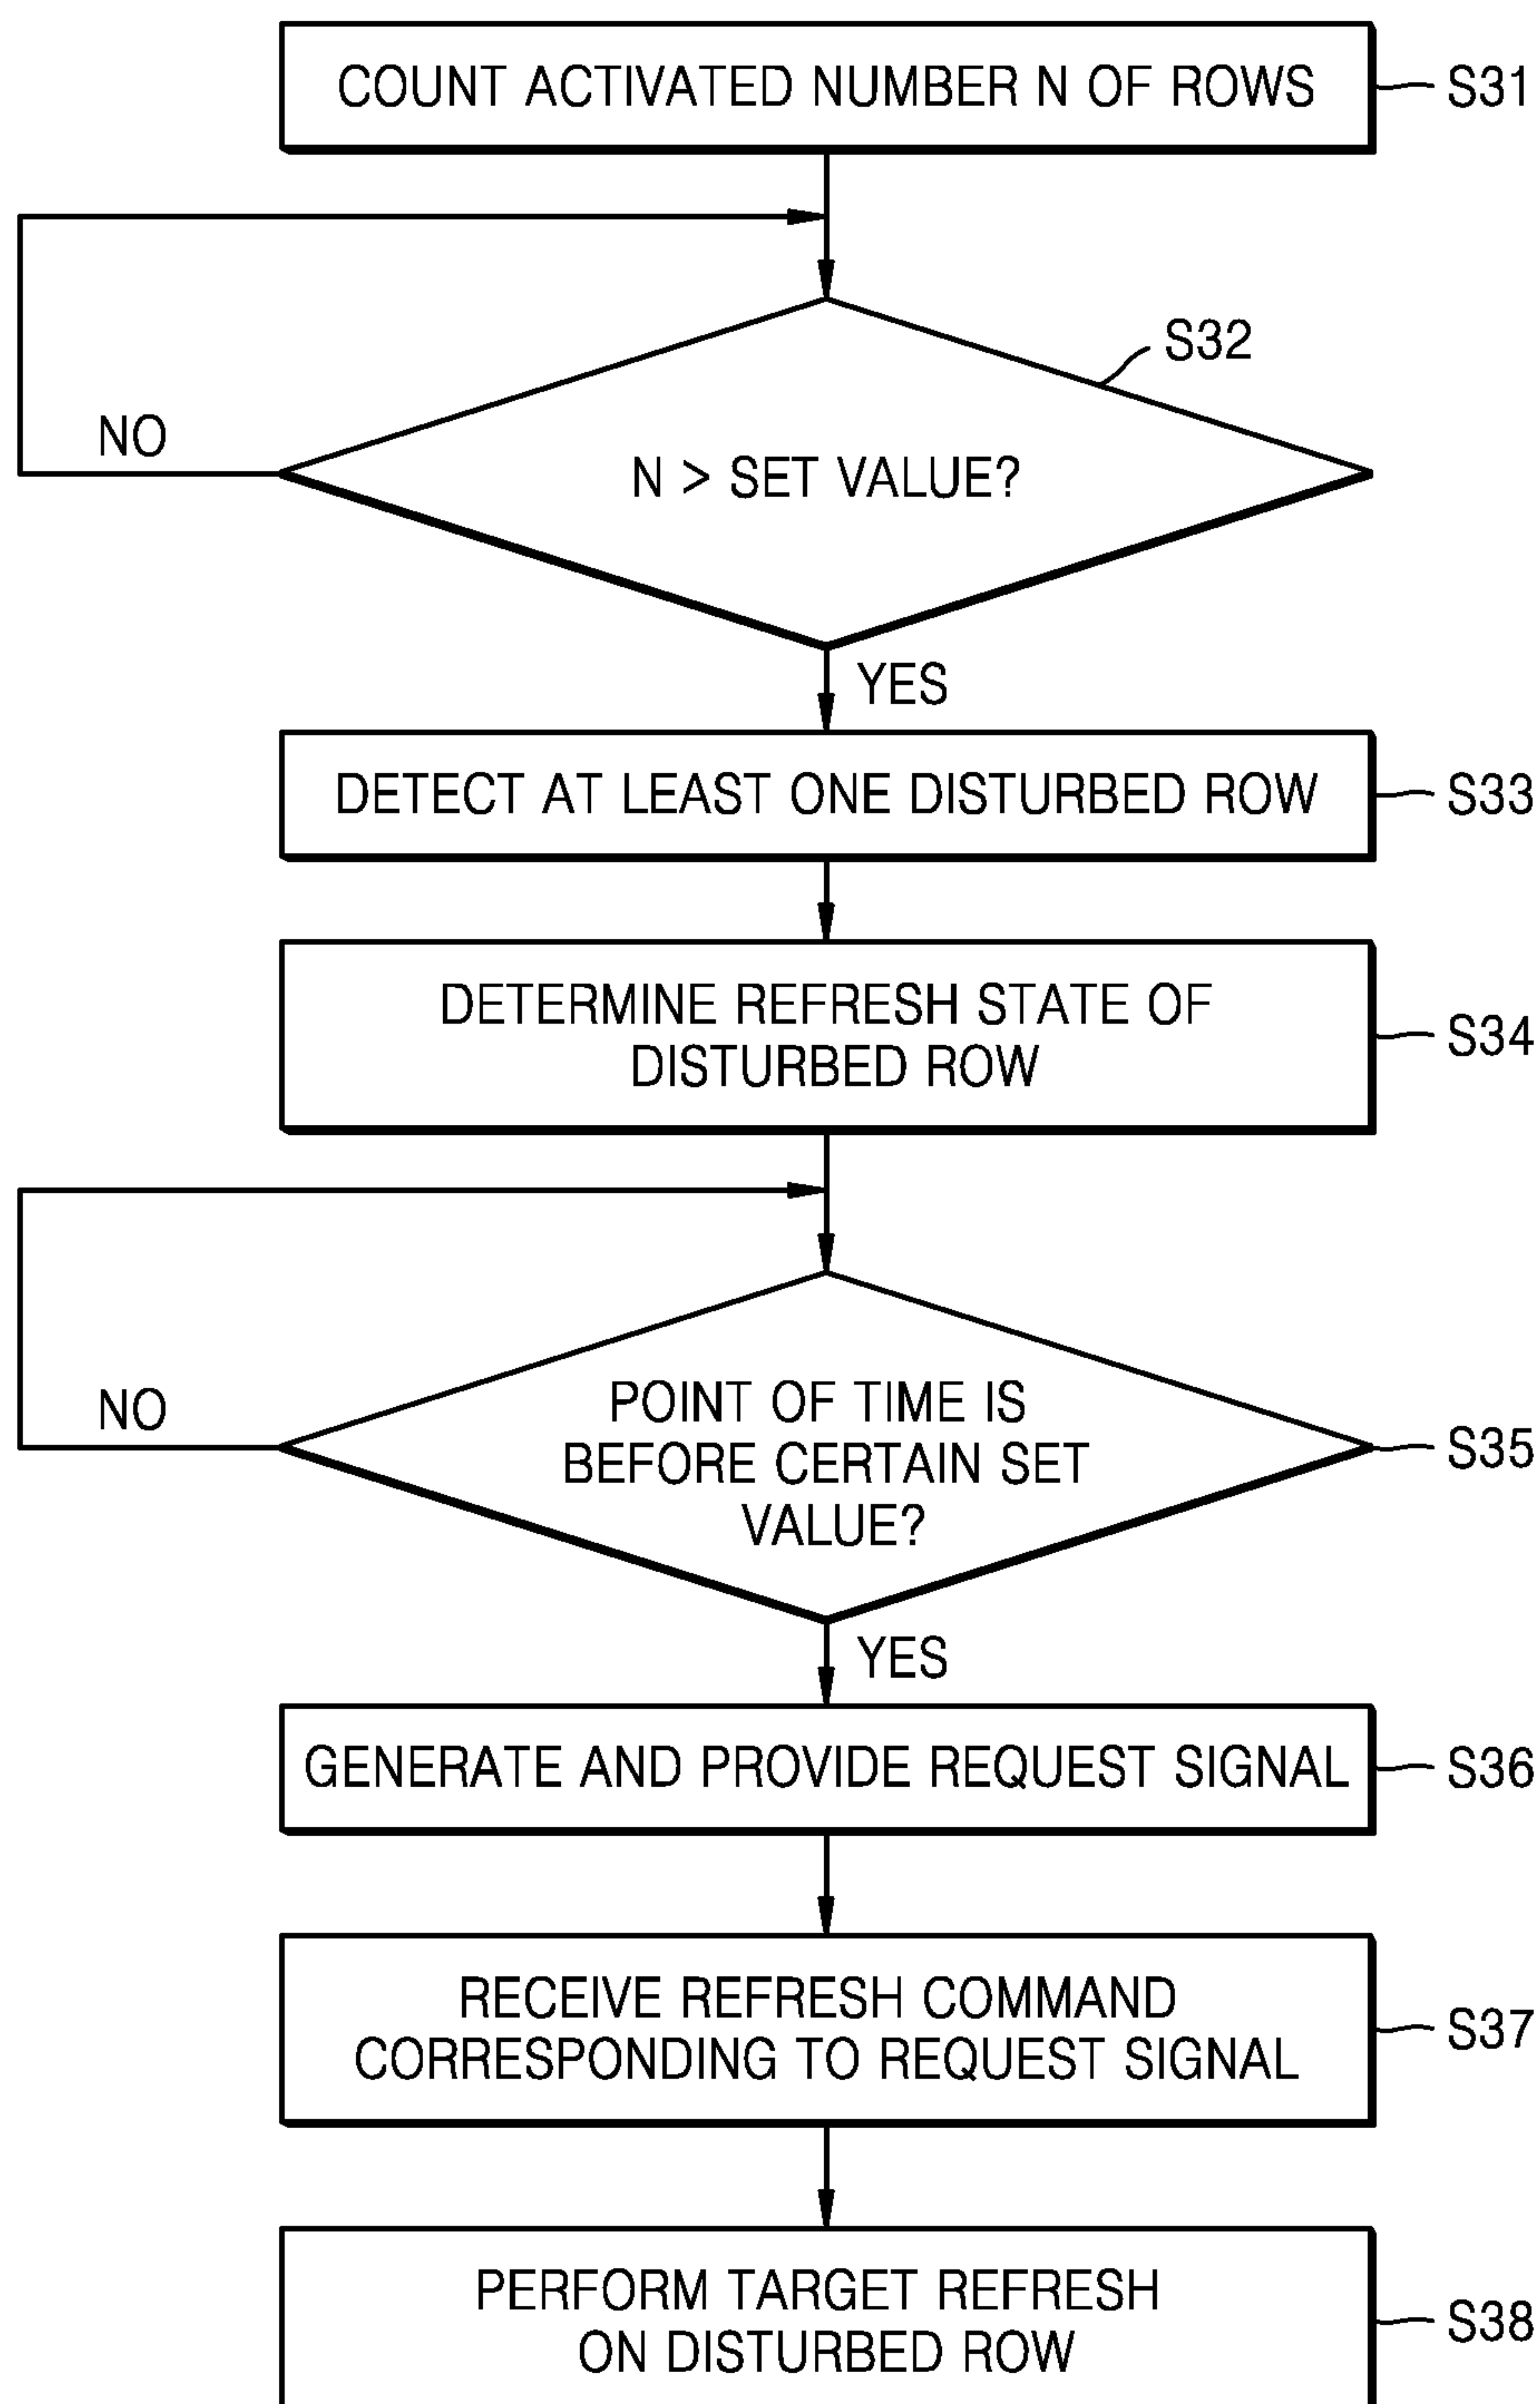 COUNT ACTIVATED NUMBER N OF ROWS
S31
S32
NO
N > SET VALUE?
YES
DETECT AT LEAST ONE DISTURBED ROW
S33
DETERMINE REFRESH STATE OF
DISTURBED ROW
S34
NO
POINT OF TIME IS
BEFORE CERTAIN SET
VALUE?
S35
YES
GENERATE AND PROVIDE REQUEST SIGNAL
S36
RECEIVE REFRESH COMMAND
CORRESPONDING TO REQUEST SIGNAL
S37
PERFORM TARGET REFRESH
ON DISTURBED ROW
S38